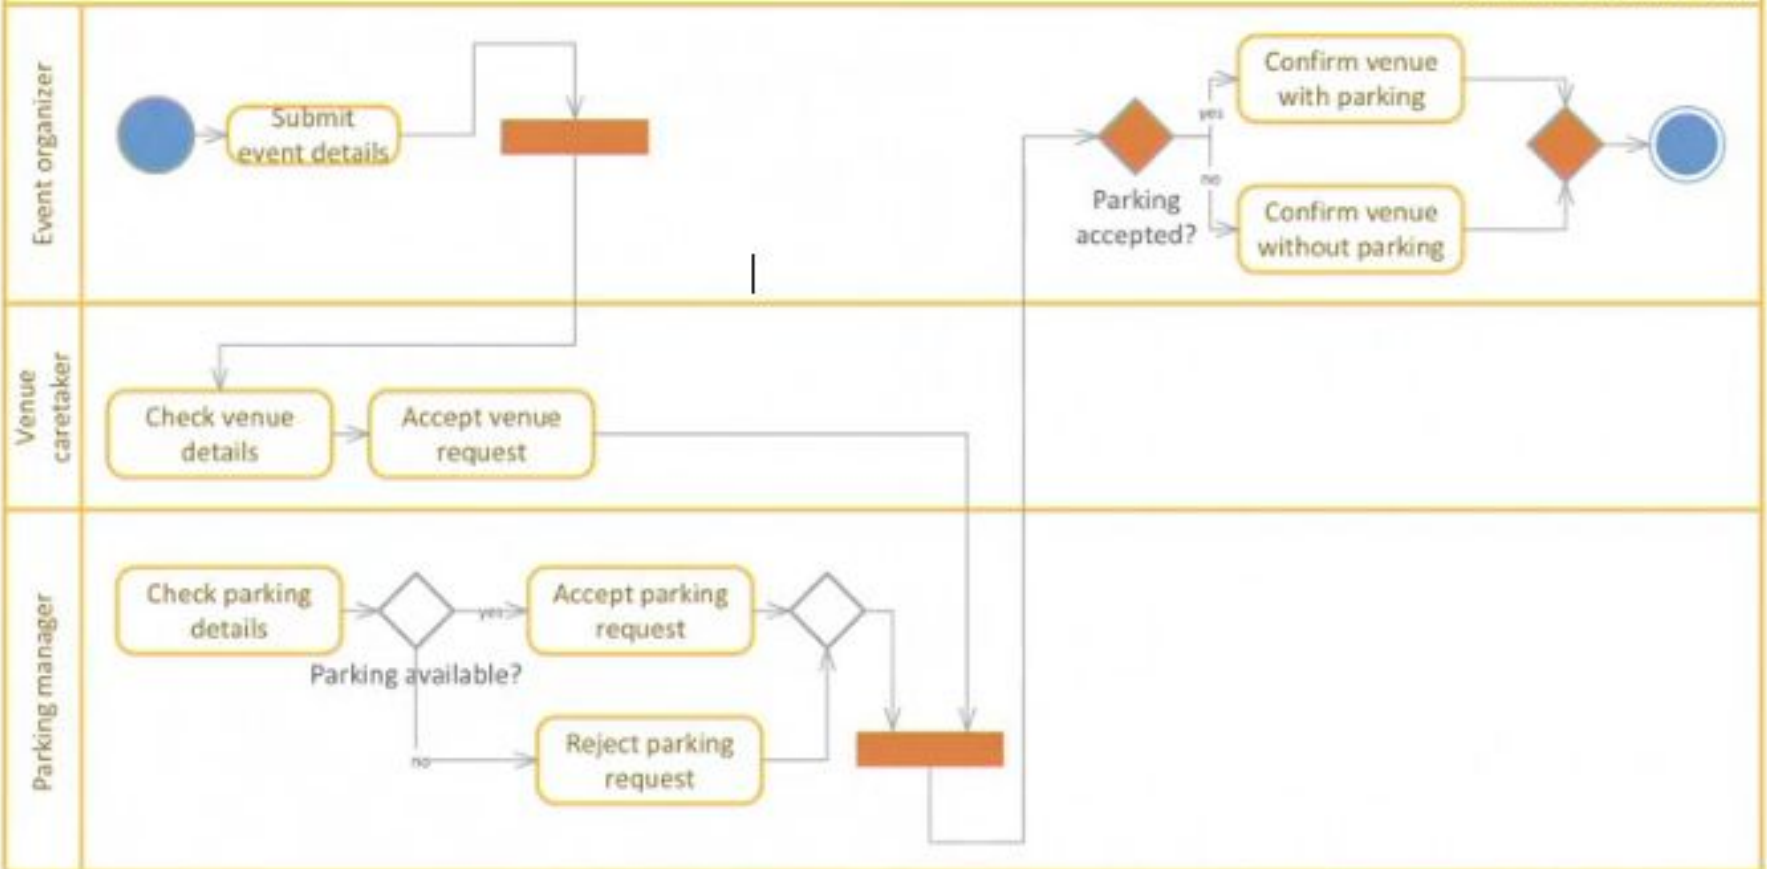 Event organizer
Submit
event details
Confirm venue
with parking
yes
no
Parking
accepted?
Confirm venue
without parking
Venue
caretaker
Check venue
details
Accept venue
request
Parking manager
Check parking
details
yes
Accept parking
request
Parking available?
no
Reject parking
request